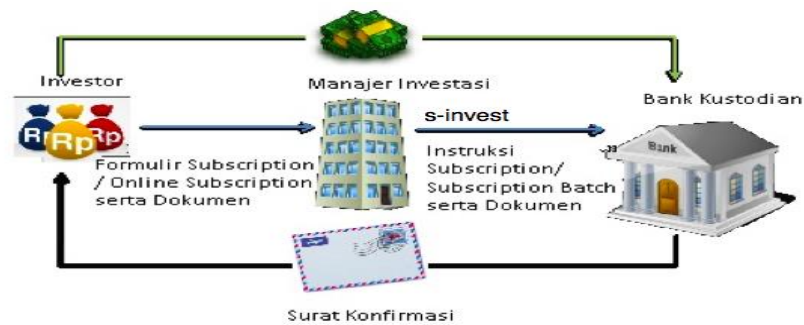 Investor
Manajer Investasi
Bank Kustodian
s-invest
Rp
Rp
Bank
Formulir Subscription
/ Online Subscription
serta Dokumen
Instruksi
Subscription/
Subscription Batch
serta Dokumen
Surat Konfirmasi